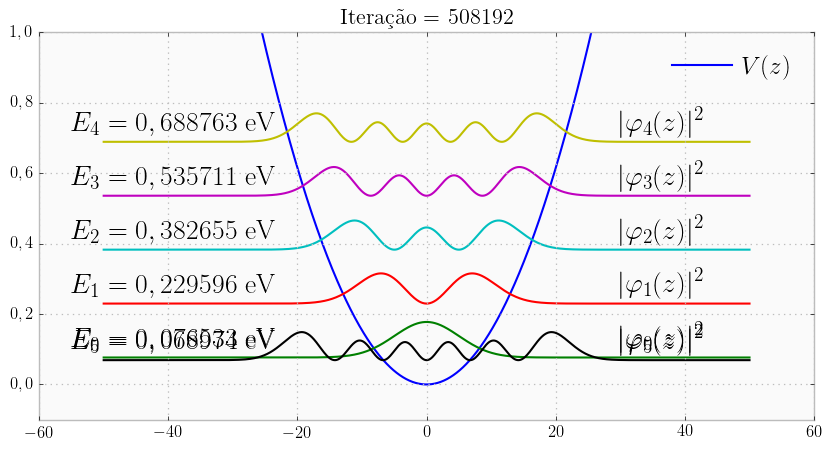 Iteração = 508192
1,0
V(z)
0,8
E₄ = 0,688763 eV
|φ₄(z)|²
0,6
E₃ = 0,535711 eV
|φ₃(z)|²
0,4
E₂ = 0,382655 eV
|φ₂(z)|²
E₁ = 0,229596 eV
|φ₁(z)|²
0,2
0,0
−60 −40 −20 0 20 40 60